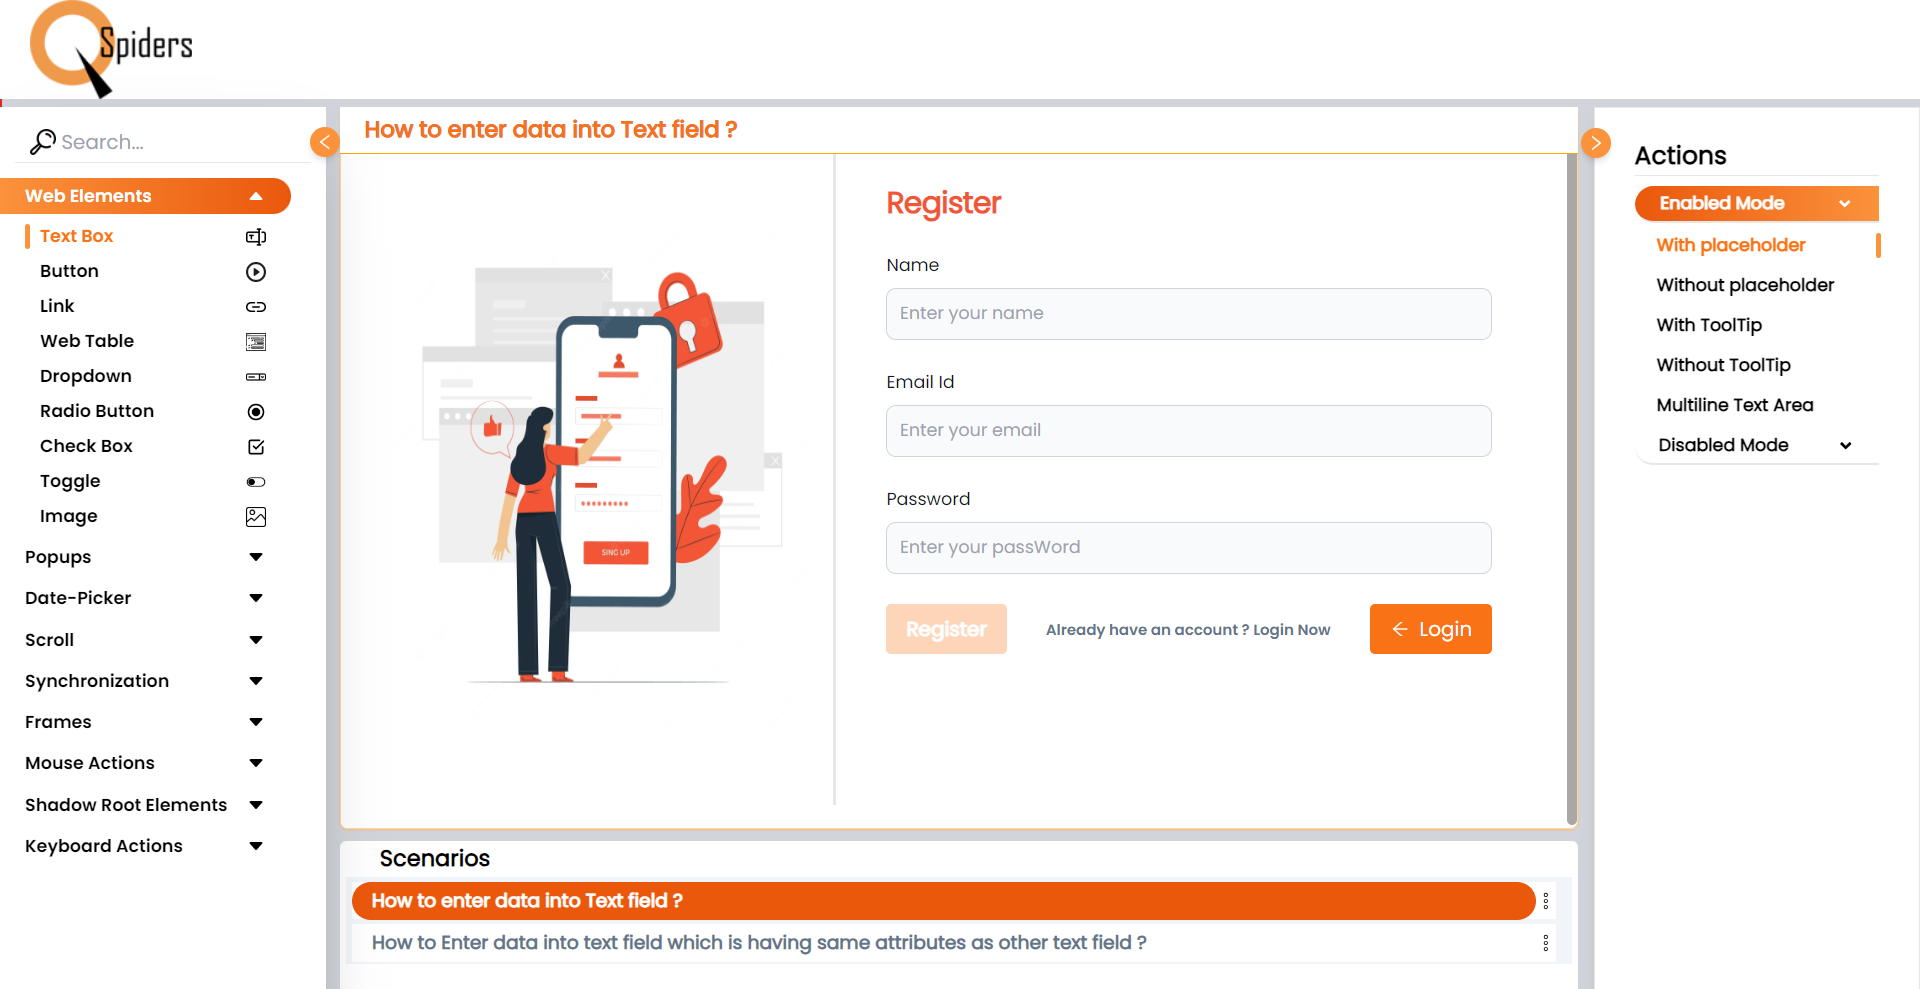 Spiders
Search...
Web Elements
Text Box
Button
Link
Web Table
Dropdown
Radio Button
Check Box
Toggle
Image
Popups
Date-Picker
Scroll
Synchronization
Frames
Mouse Actions
Shadow Root Elements
Keyboard Actions
How to enter data into Text field ?
SING UP
Register
Name
Enter your name
Email Id
Enter your email
Password
Enter your passWord
Register
Already have an account ? Login Now
Login
Scenarios
How to enter data into Text field ?
How to Enter data into text field which is having same attributes as other text field ?
Actions
Enabled Mode
With placeholder
Without placeholder
With ToolTip
Without ToolTip
Multiline Text Area
Disabled Mode